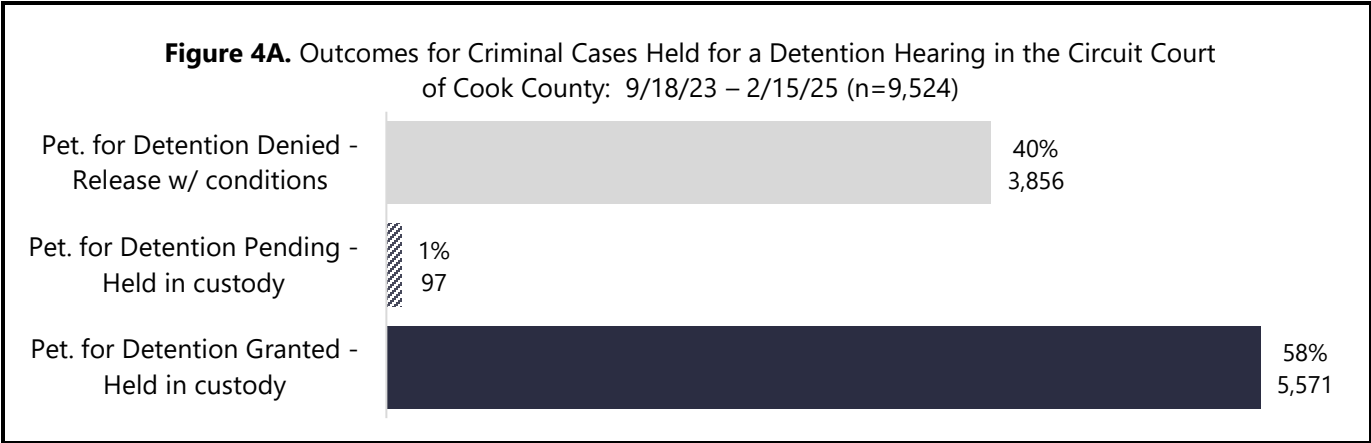 Figure 4A. Outcomes for Criminal Cases Held for a Detention Hearing in the Circuit Court
of Cook County:  9/18/23 – 2/15/25 (n=9,524)
Pet. for Detention Denied -
Release w/ conditions
40%
3,856
Pet. for Detention Pending -
Held in custody
1%
97
Pet. for Detention Granted -
Held in custody
58%
5,571